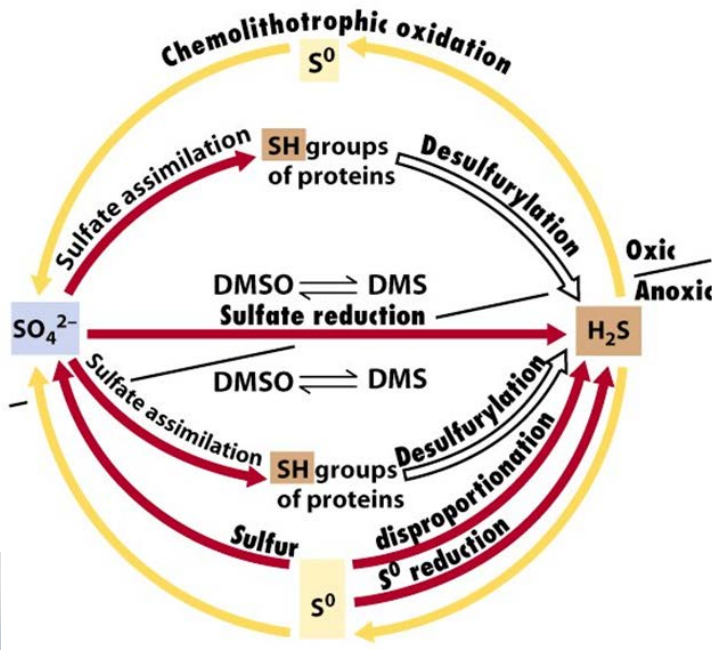 Chemolithotrophic oxidation
S⁰
Sulfate assimilation
SH groups
of proteins
Desulfurylation
Oxic
Anoxic
DMSO ⇌ DMS
Sulfate reduction
SO₄²⁻
H₂S
DMSO ⇌ DMS
Sulfate assimilation
SH groups
of proteins
Desulfurylation
Sulfur
disproportionation
S⁰ reduction
S⁰